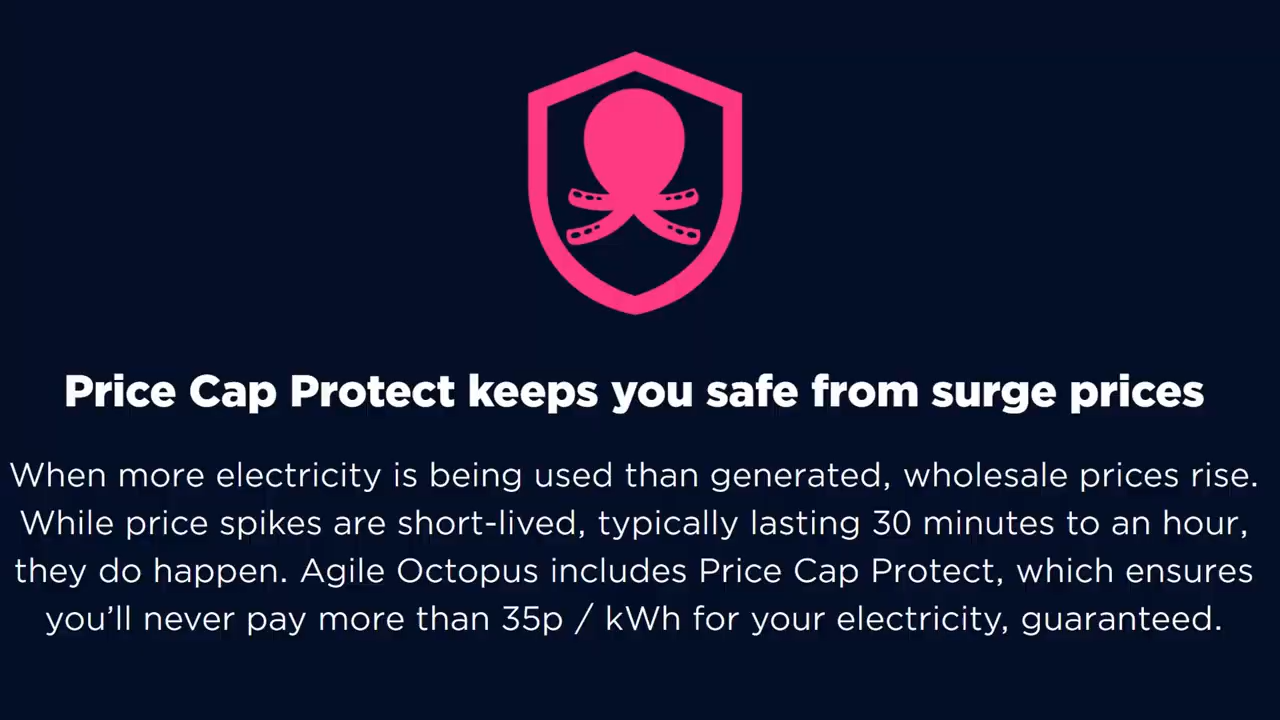 Price Cap Protect keeps you safe from surge prices
When more electricity is being used than generated, wholesale prices rise.
While price spikes are short-lived, typically lasting 30 minutes to an hour,
they do happen. Agile Octopus includes Price Cap Protect, which ensures
you’ll never pay more than 35p / kWh for your electricity, guaranteed.